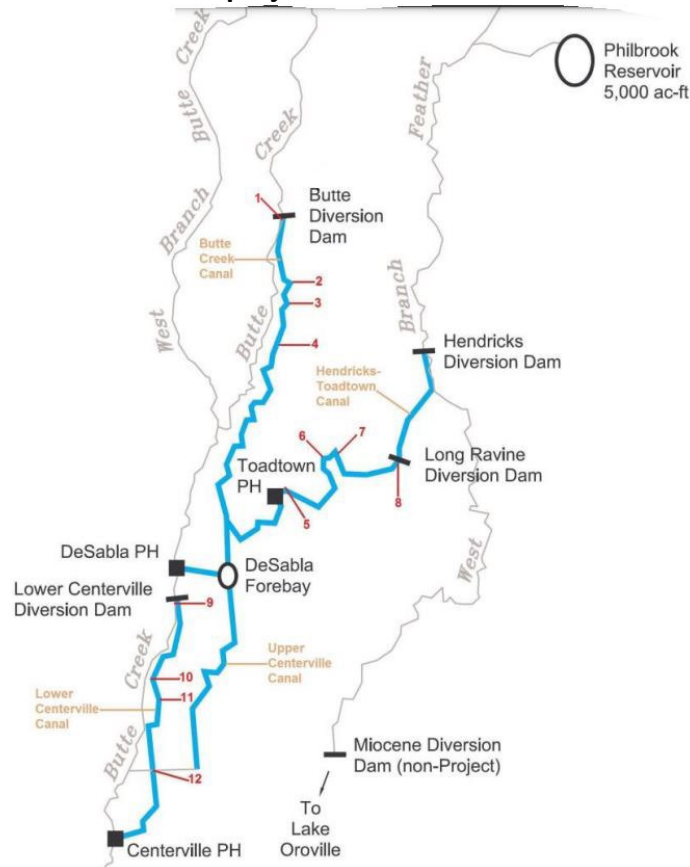 Creek
Butte
Branch
West
Creek
Butte
Feather
Branch
West
Philbrook
Reservoir
5,000 ac-ft
1
Butte
Diversion
Dam
Butte
Creek
Canal
2
3
4
Hendricks
Diversion Dam
Hendricks-
Toadtown
Canal
6
7
Toadtown
PH
Long Ravine
Diversion Dam
5
8
DeSabla PH
DeSabla
Forebay
Lower Centerville
Diversion Dam
9
Creek
Butte
10
11
Upper
Centerville
Canal
Lower
Centerville
Canal
12
Miocene Diversion
Dam (non-Project)
To
Lake
Oroville
Centerville PH